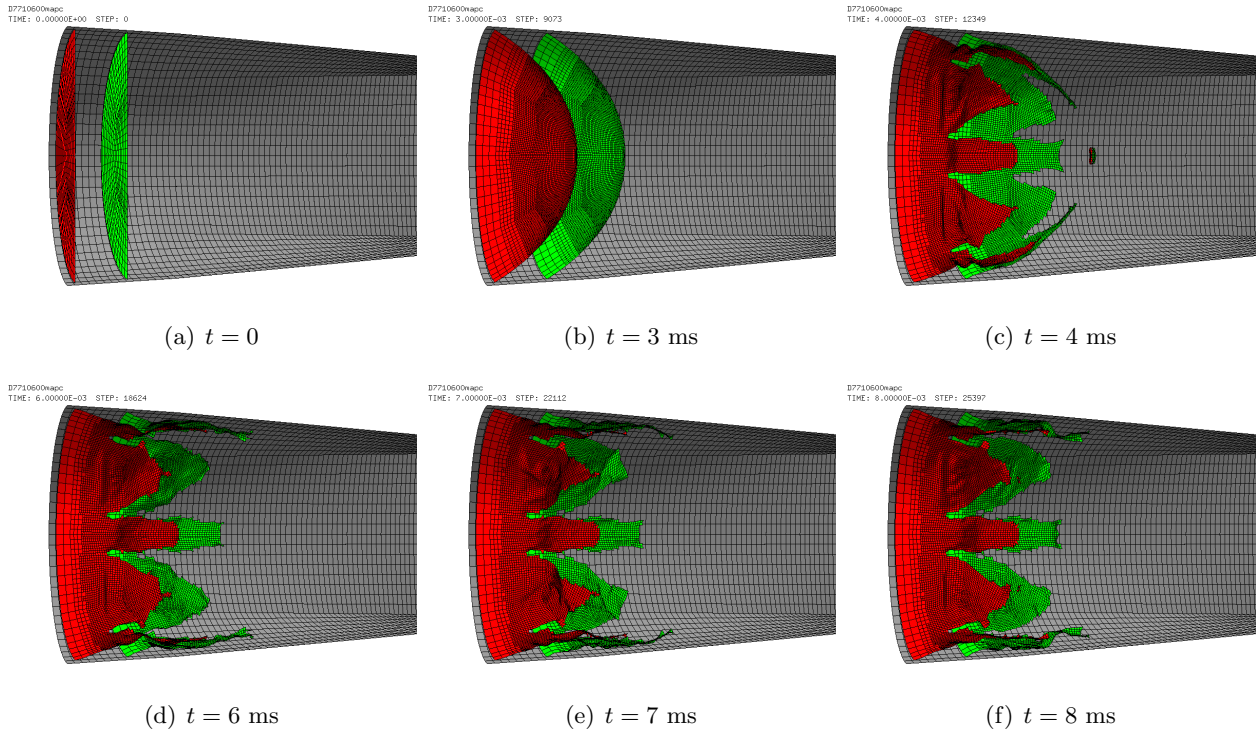 D7710600mapc
TIME: 0.00000E+00 STEP: 0
D7710600mapc
TIME: 3.00000E-03 STEP: 9073
D7710600mapc
TIME: 4.00000E-03 STEP: 12349
(a) t = 0
(b) t = 3 ms
(c) t = 4 ms
D7710600mapc
TIME: 6.00000E-03 STEP: 18624
D7710600mapc
TIME: 7.00000E-03 STEP: 22112
D7710600mapc
TIME: 8.00000E-03 STEP: 25397
(d) t = 6 ms
(e) t = 7 ms
(f) t = 8 ms